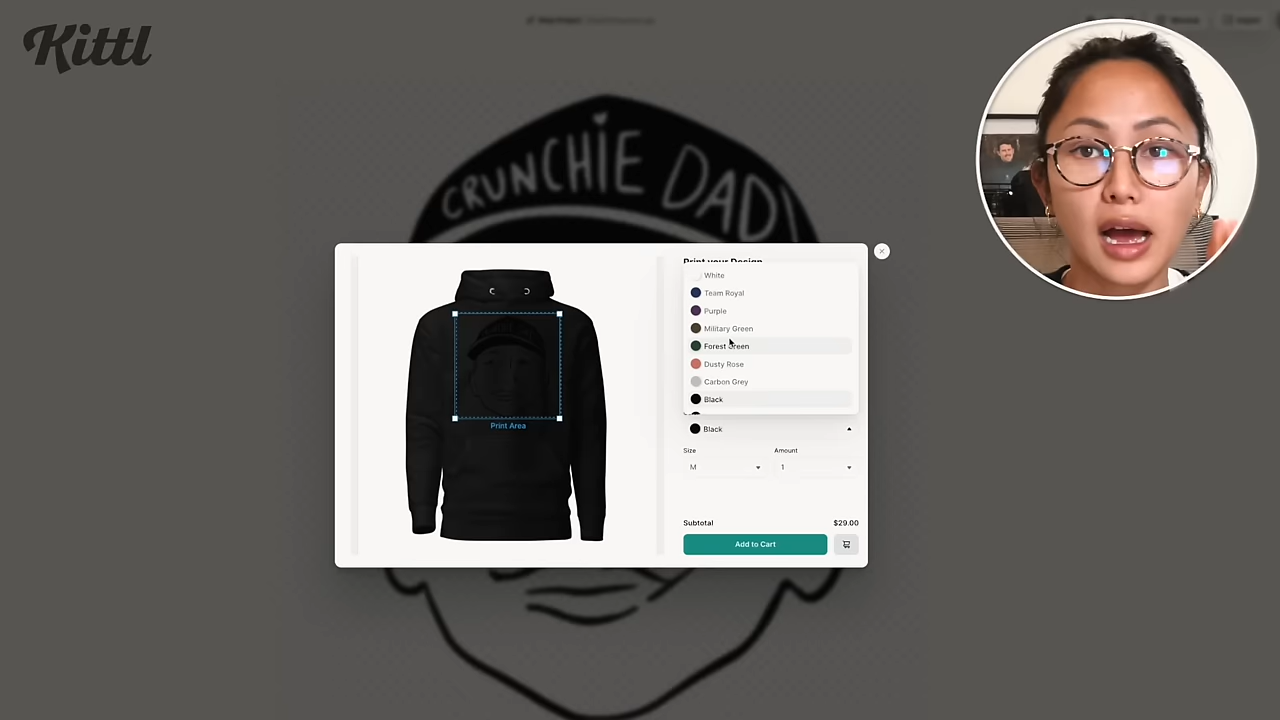 Kittl
CRUNCHIE DADY
Print your Design
White
Team Royal
Purple
Military Green
Forest Green
Dusty Rose
Carbon Grey
Black
Black
Print Area
Size
Amount
M
1
Subtotal
$29.00
Add to Cart